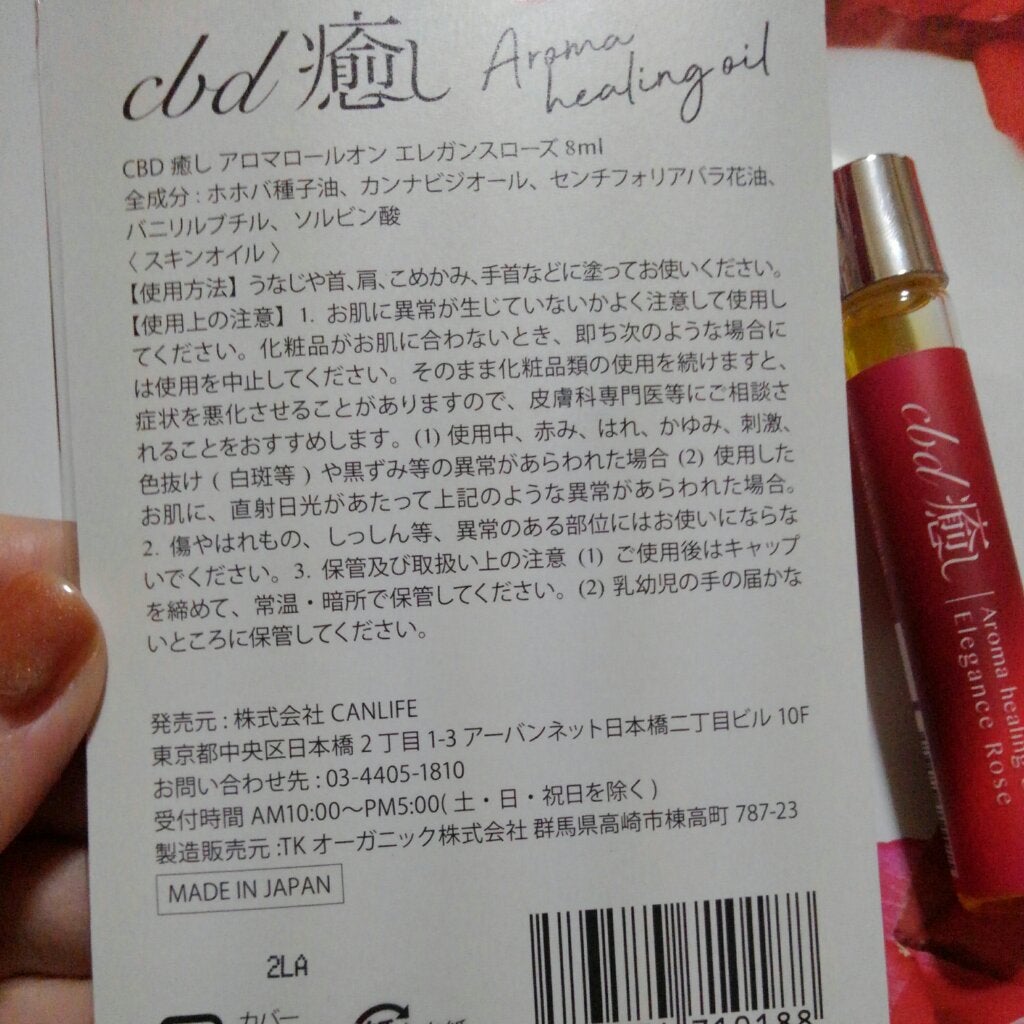 cbd 癒し Aroma healing oil
CBD 癒し アロマロールオン エレガンスローズ 8ml
全成分 : ホホバ種子油、カンナビジオール、センチフォリアバラ花油、
バニリルブチル、ソルビン酸
〈 スキンオイル 〉
【使用方法】うなじや首、肩、こめかみ、手首などに塗ってお使いください。
【使用上の注意】1. お肌に異常が生じていないかよく注意して使用し
てください。化粧品がお肌に合わないとき、即ち次のような場合に
は使用を中止してください。そのまま化粧品類の使用を続けますと、
症状を悪化させることがありますので、皮膚科専門医等にご相談さ
れることをおすすめします。(1) 使用中、赤み、はれ、かゆみ、刺激、
色抜け ( 白斑等 ) や黒ずみ等の異常があらわれた場合 (2) 使用した
お肌に、直射日光があたって上記のような異常があらわれた場合。
2. 傷やはれもの、しっしん等、異常のある部位にはお使いにならな
いでください。3. 保管及び取扱い上の注意 (1) ご使用後はキャップ
を締めて、常温・暗所で保管してください。(2) 乳幼児の手の届かな
いところに保管してください。
発売元 : 株式会社 CANLIFE
東京都中央区日本橋 2 丁目 1-3 アーバンネット日本橋二丁目ビル 10F
お問い合わせ先 : 03-4405-1810
受付時間 AM10:00〜PM5:00( 土・日・祝日を除く )
製造販売元 :TK オーガニック株式会社 群馬県高崎市棟高町 787-23
MADE IN JAPAN
2LA
カバー
cbd 癒し
Aroma healing
Elegance Rose